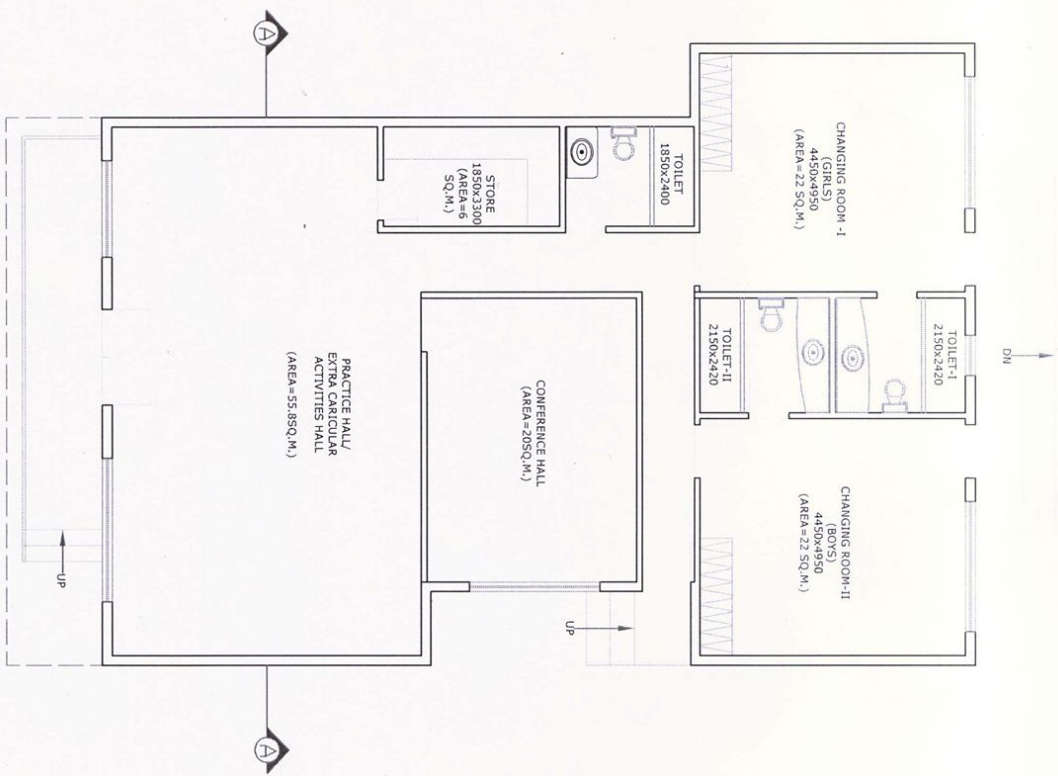 A
CHANGING ROOM -I
(GIRLS)
4450x4950
(AREA=22 SQ.M.)
TOILET
1850x2400
STORE
1850x3300
(AREA=6
SQ.M.)
DN
TOILET-I
2150x2420
TOILET-II
2150x2420
CONFERENCE HALL
(AREA=20SQ.M.)
PRACTICE HALL/
EXTRA CARICULAR
ACTIVITIES HALL
(AREA=55.8SQ.M.)
CHANGING ROOM-II
(BOYS)
4450x4950
(AREA=22 SQ.M.)
UP
UP
A